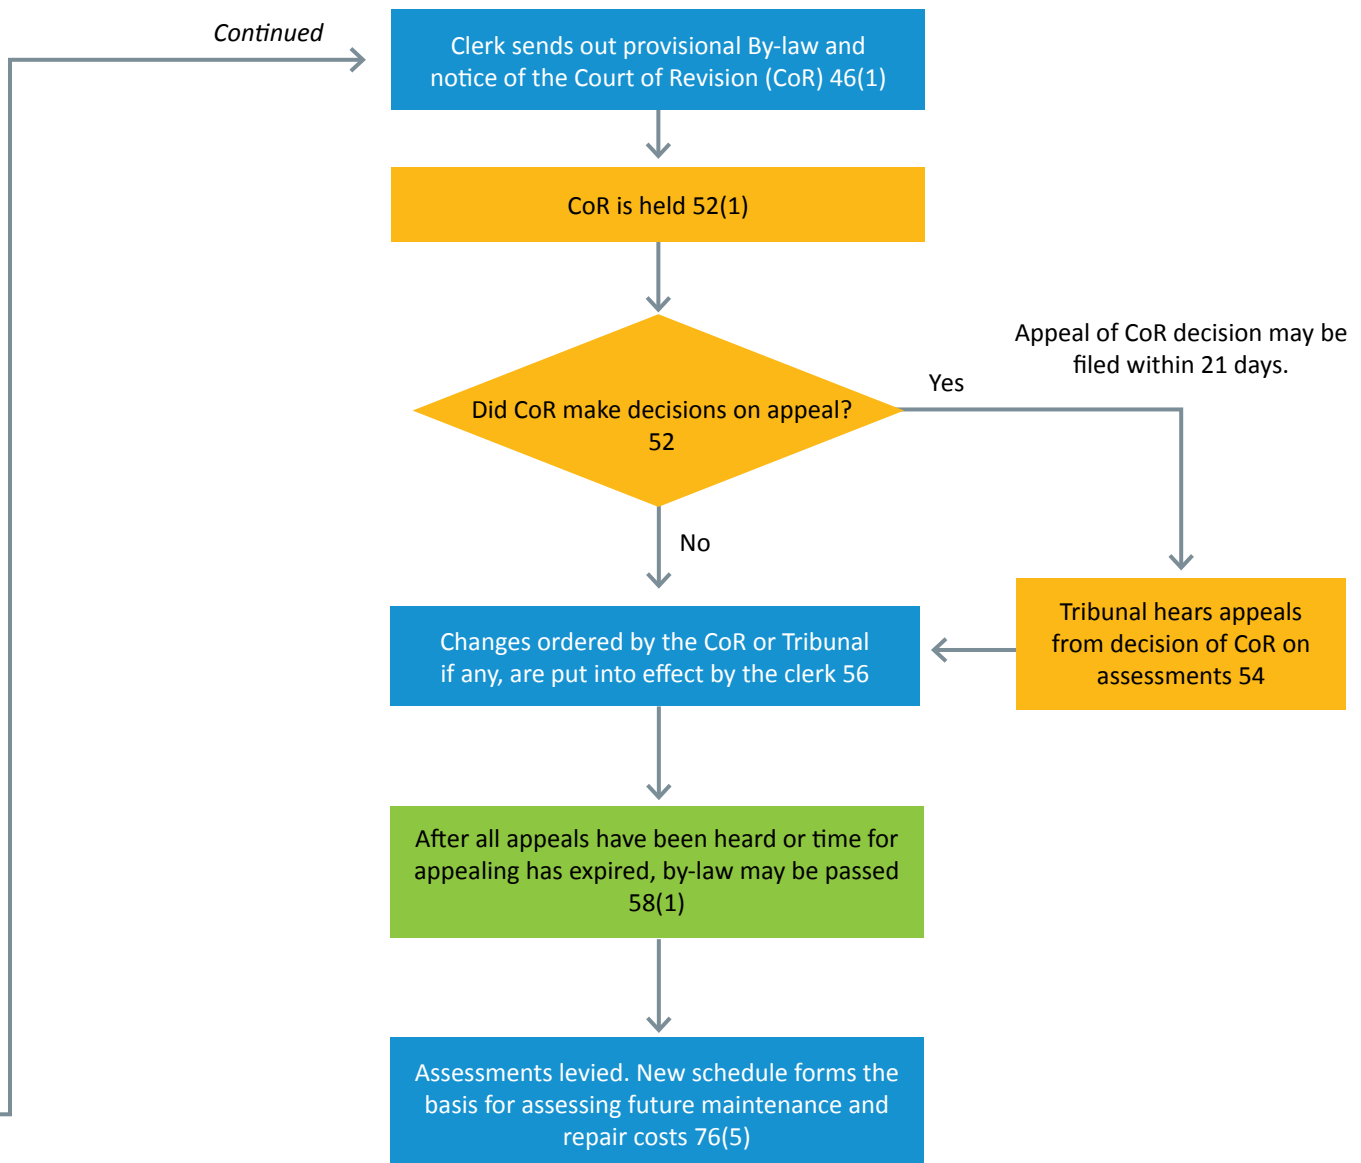 Continued
Clerk sends out provisional By-law and
notice of the Court of Revision (CoR) 46(1)
CoR is held 52(1)
Appeal of CoR decision may be
filed within 21 days.
Yes
Did CoR make decisions on appeal?
52
No
Changes ordered by the CoR or Tribunal
if any, are put into effect by the clerk 56
Tribunal hears appeals
from decision of CoR on
assessments 54
After all appeals have been heard or time for
appealing has expired, by-law may be passed
58(1)
Assessments levied. New schedule forms the
basis for assessing future maintenance and
repair costs 76(5)